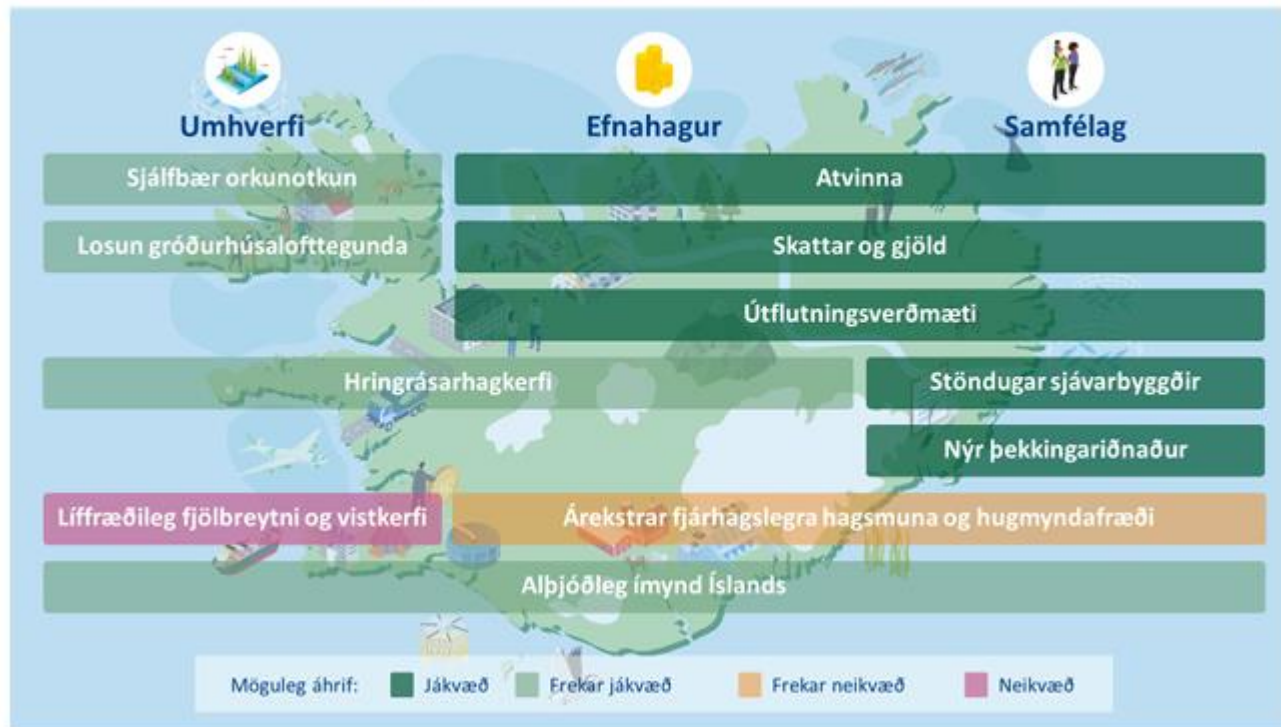 Umhverfi
Efnahagur
Samfélag
Sjálfbær orkunotkun
Atvinna
Losun gróðurhúsalofttegunda
Skattar og gjöld
Útflutningsverðmæti
Hringrásarhagkerfi
Stöndugar sjávarbyggðir
Nýr þekkingariðnaður
Líffræðileg fjölbreytni og vistkerfi
Árekstrar fjárhagslegra hagsmuna og hugmyndafræði
Alþjóðleg ímynd Íslands
Möguleg áhrif:
Jákvæð
Frekar jákvæð
Frekar neikvæð
Neikvæð